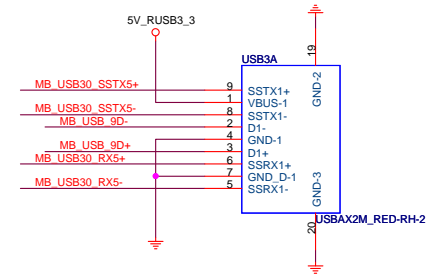 5V_RUSB3_3
USB3A
19
GND-2
MB_USB30_SSTX5+ 9 SSTX1+
1 VBUS-1
MB_USB30_SSTX5- 8 SSTX1-
MB_USB_9D- 2 D1-
4 GND-1
MB_USB_9D+ 3 D1+
MB_USB30_RX5+ 6 SSRX1+
7 GND_D-1
MB_USB30_RX5- 5 SSRX1-
GND-3
20
USBAX2M_RED-RH-2